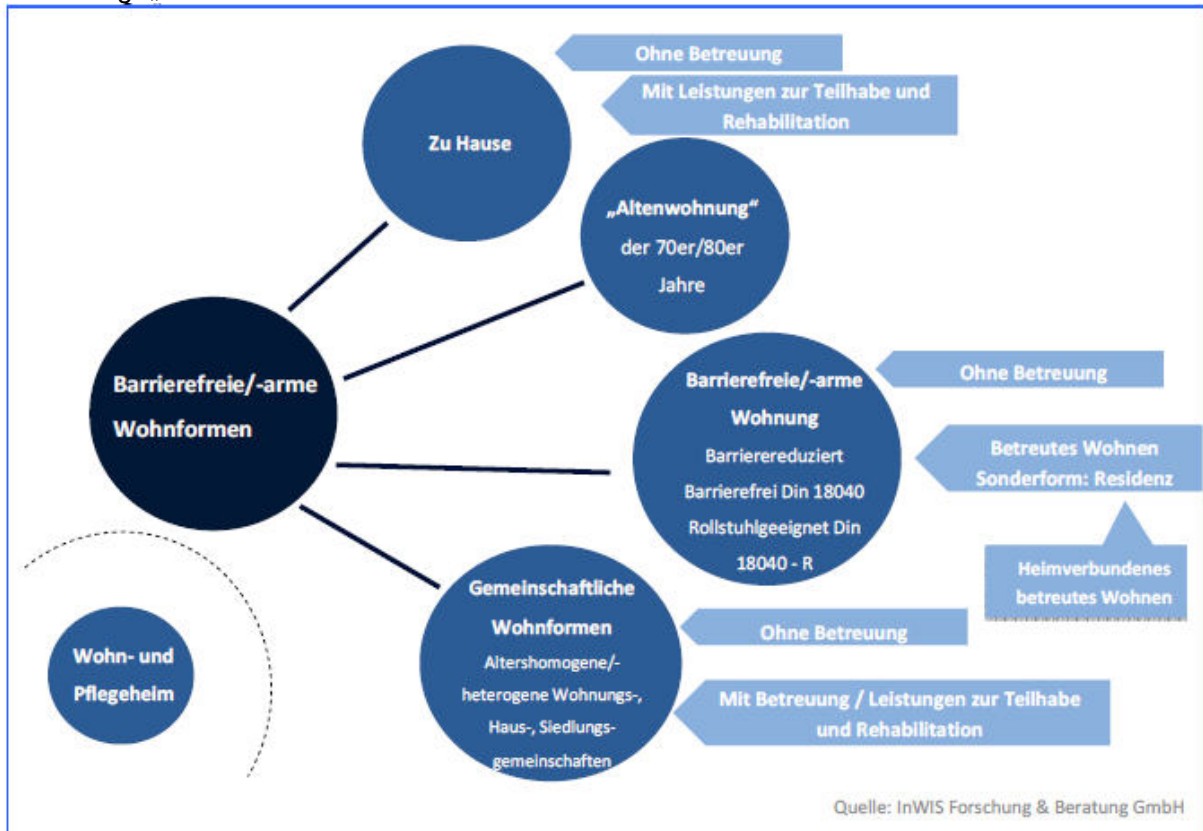 Ohne Betreuung
Mit Leistungen zur Teilhabe und
Rehabilitation
Zu Hause
„Altenwohnung“
der 70er/80er
Jahre
Barrierefreie/-arme
Wohnformen
Barrierefreie/-arme
Wohnung
Barrierereduziert
Barrierefrei Din 18040
Rollstuhlgeeignet Din
18040 - R
Ohne Betreuung
Betreutes Wohnen
Sonderform: Residenz
Heimverbundenes
betreutes Wohnen
Gemeinschaftliche
Wohnformen
Altershomogene/-
heterogene Wohnungs-,
Haus-, Siedlungs-
gemeinschaften
Ohne Betreuung
Mit Betreuung / Leistungen zur Teilhabe
und Rehabilitation
Wohn- und
Pflegeheim
Quelle: InWIS Forschung & Beratung GmbH